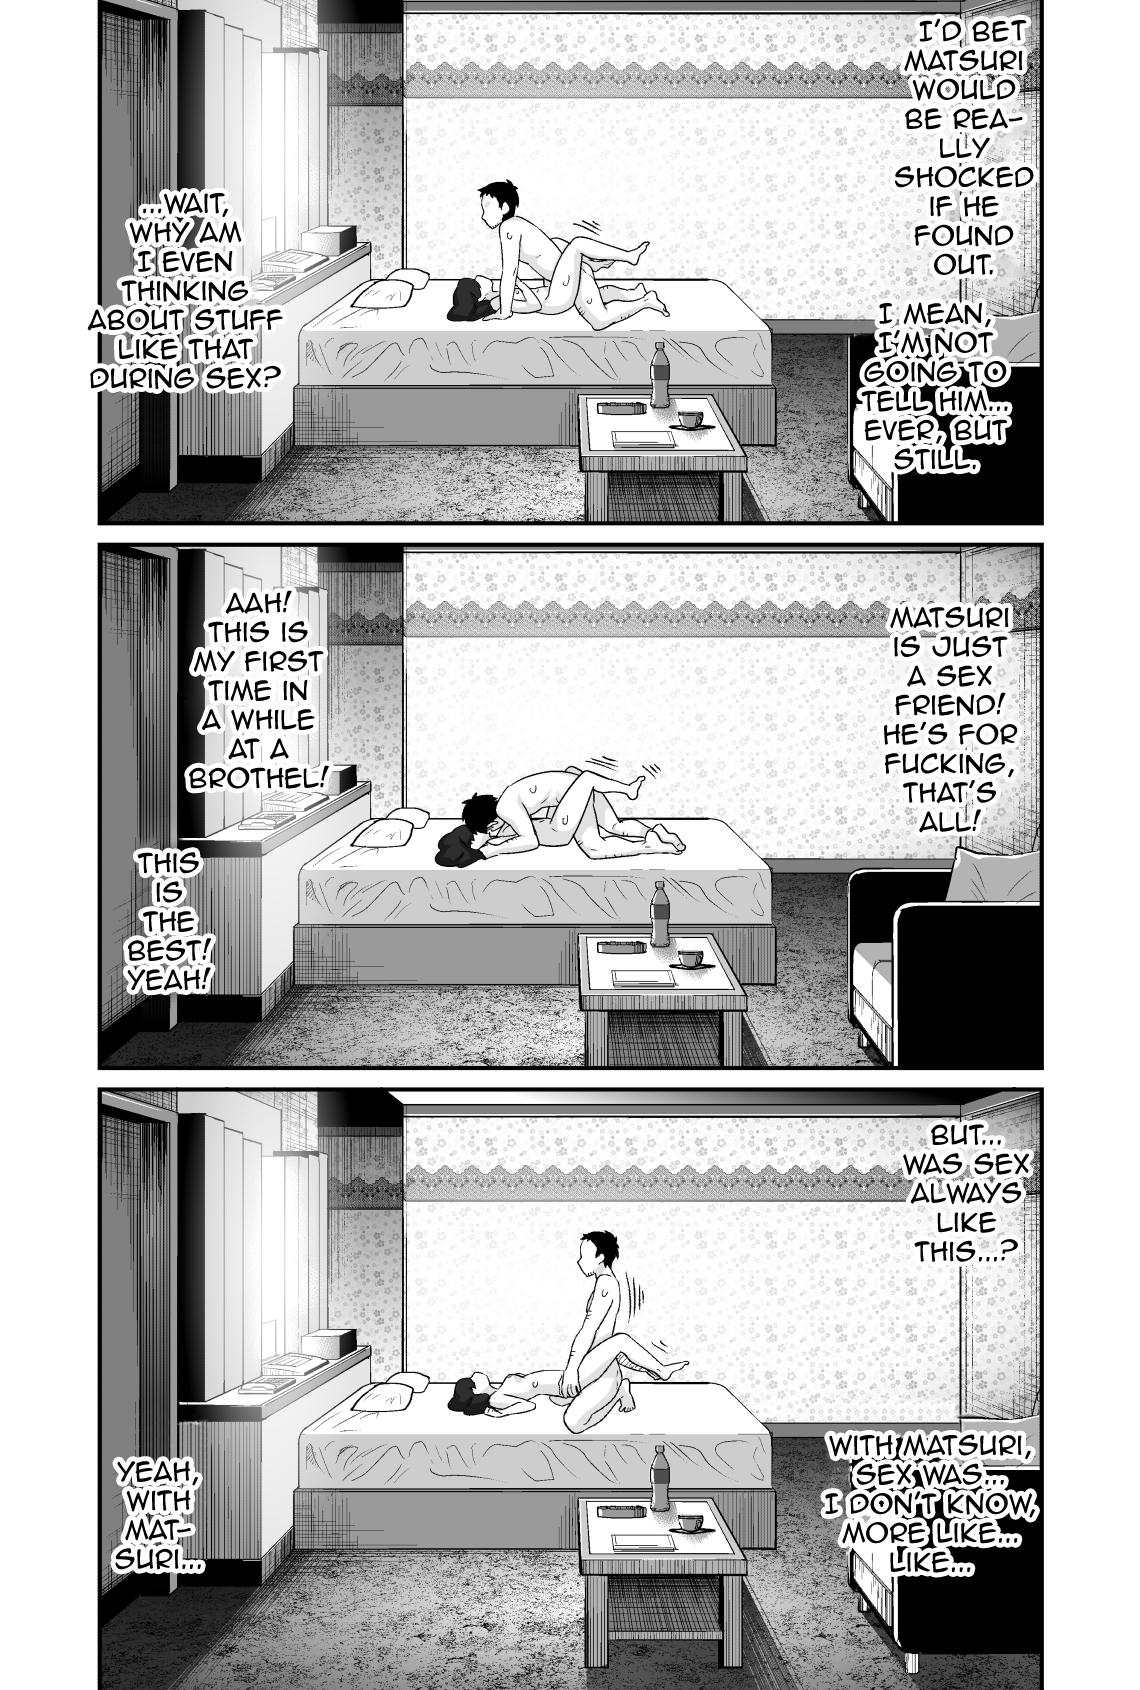 I'D BET
MATSURI
WOULD
BE REA-
LLY
SHOCKED
IF HE
FOUND
OUT.
I MEAN,
I'M NOT
GOING TO
TELL HIM...
EVER, BUT
STILL.
...WAIT,
WHY AM
I EVEN
THINKING
ABOUT STUFF
LIKE THAT
DURING SEX?
MATSURI
IS JUST
A SEX
FRIEND!
HE'S FOR
FUCKING,
THAT'S
ALL!
AAH!
THIS IS
MY FIRST
TIME IN
A WHILE
AT A
BROTHEL!
THIS
IS
THE
BEST!
YEAH!
BUT...
WAS SEX
ALWAYS
LIKE
THIS...?
WITH MATSURI,
SEX WAS...
I DON'T KNOW,
MORE LIKE...
LIKE...
YEAH,
WITH
MAT-
SURI...